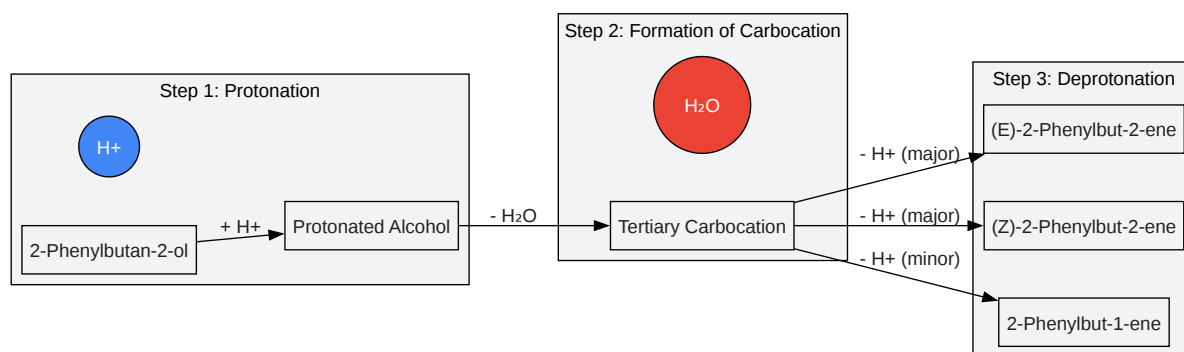 Step 1: Protonation
H+
2-Phenylbutan-2-ol
+ H+
Protonated Alcohol
- H₂O
Step 2: Formation of Carbocation
H₂O
Tertiary Carbocation
- H+ (major)
- H+ (major)
- H+ (minor)
Step 3: Deprotonation
(E)-2-Phenylbut-2-ene
(Z)-2-Phenylbut-2-ene
2-Phenylbut-1-ene